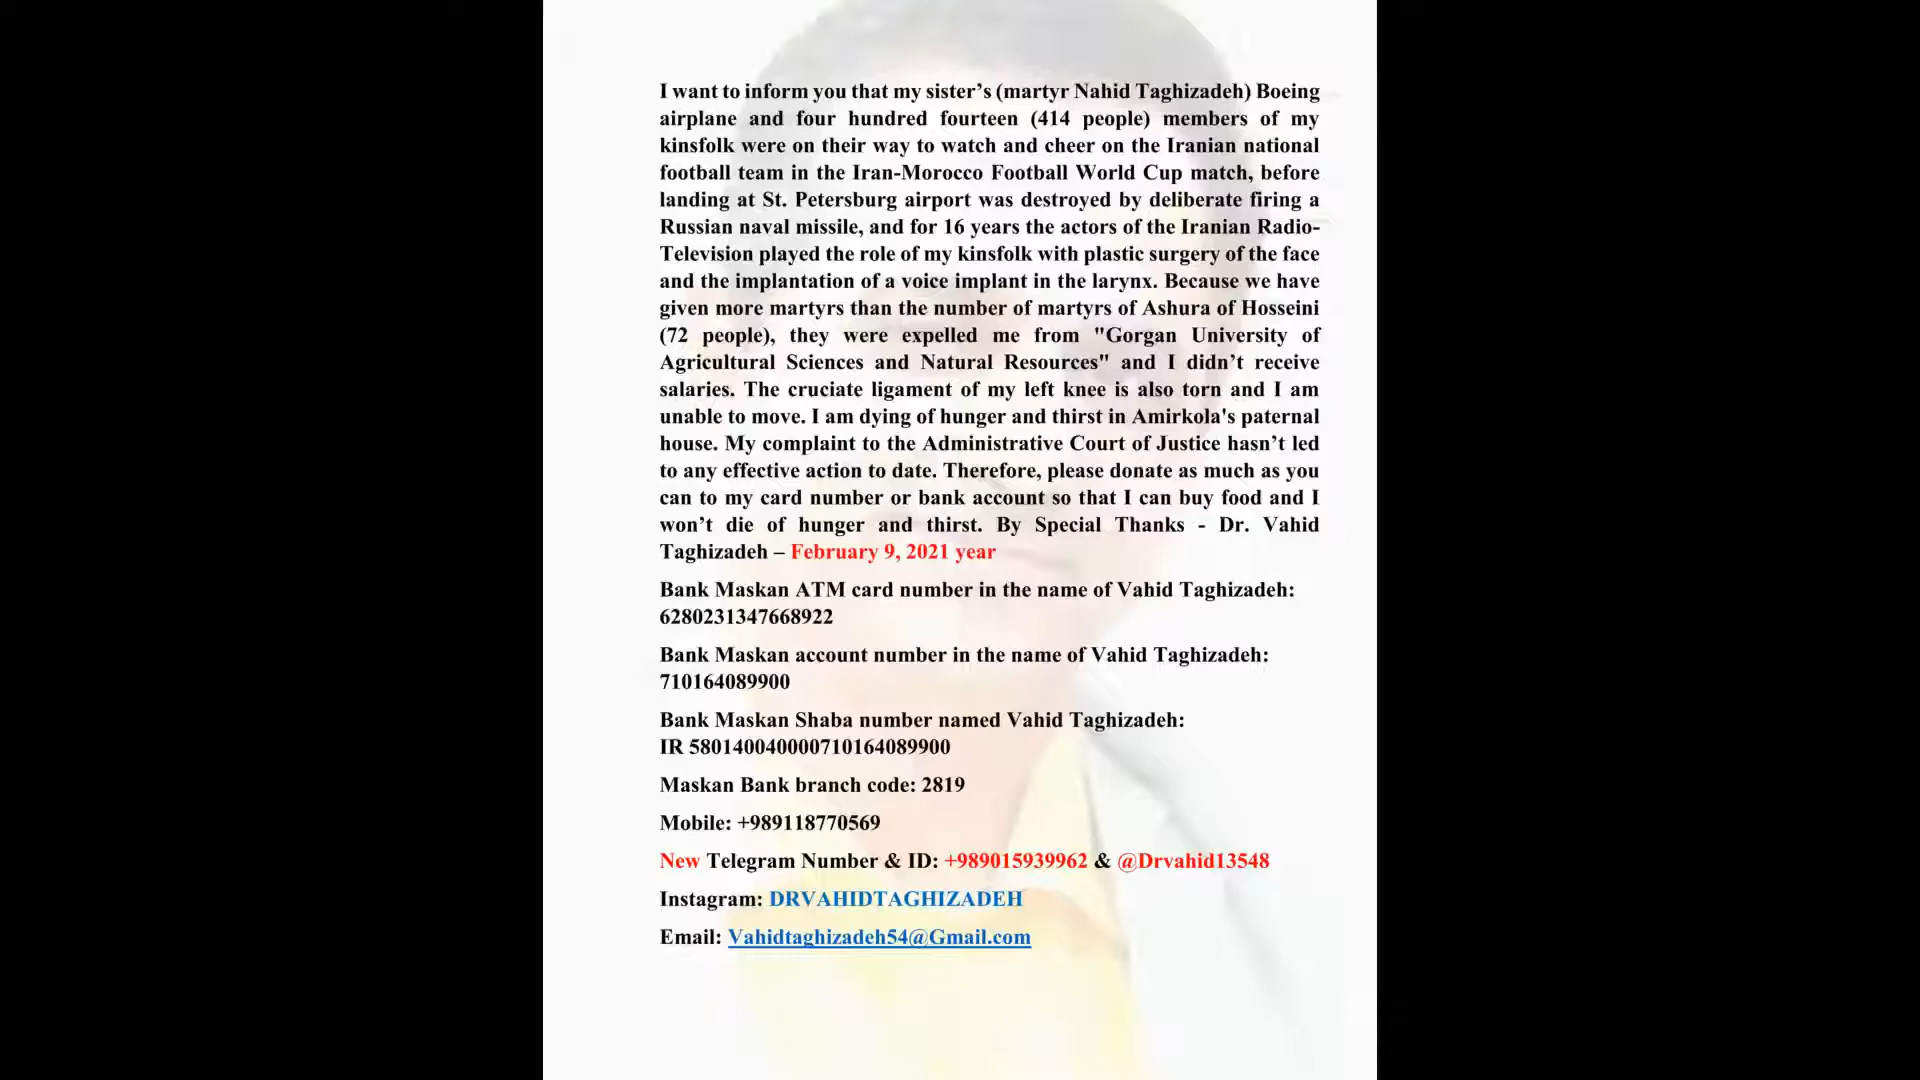 I want to inform you that my sister’s (martyr Nahid Taghizadeh) Boeing
airplane and four hundred fourteen (414 people) members of my
kinsfolk were on their way to watch and cheer on the Iranian national
football team in the Iran-Morocco Football World Cup match, before
landing at St. Petersburg airport was destroyed by deliberate firing a
Russian naval missile, and for 16 years the actors of the Iranian Radio-
Television played the role of my kinsfolk with plastic surgery of the face
and the implantation of a voice implant in the larynx. Because we have
given more martyrs than the number of martyrs of Ashura of Hosseini
(72 people), they were expelled me from "Gorgan University of
Agricultural Sciences and Natural Resources" and I didn’t receive
salaries. The cruciate ligament of my left knee is also torn and I am
unable to move. I am dying of hunger and thirst in Amirkola's paternal
house. My complaint to the Administrative Court of Justice hasn’t led
to any effective action to date. Therefore, please donate as much as you
can to my card number or bank account so that I can buy food and I
won’t die of hunger and thirst. By Special Thanks - Dr. Vahid
Taghizadeh – February 9, 2021 year
Bank Maskan ATM card number in the name of Vahid Taghizadeh:
6280231347668922
Bank Maskan account number in the name of Vahid Taghizadeh:
710164089900
Bank Maskan Shaba number named Vahid Taghizadeh:
IR 580140040000710164089900
Maskan Bank branch code: 2819
Mobile: +989118770569
New Telegram Number & ID: +989015939962 & @Drvahid13548
Instagram: DRVAHIDTAGHIZADEH
Email: Vahidtaghizadeh54@Gmail.com